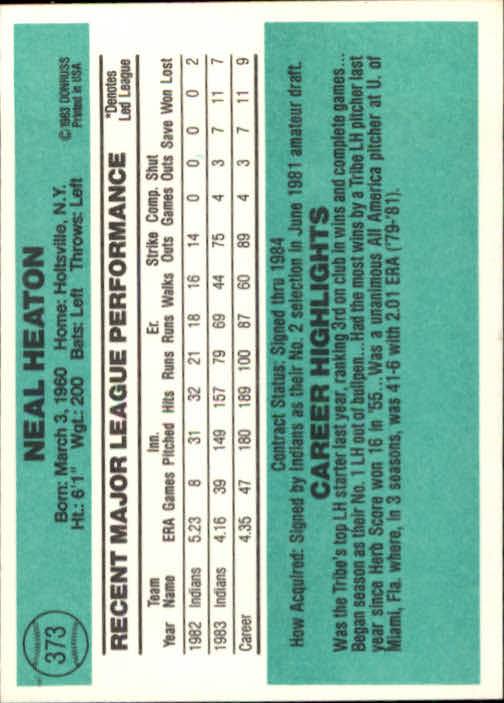 373
NEAL HEATON
Born: March 3, 1960 Home: Holtsville, N.Y.
Ht.: 6'1" Wgt.: 200 Bats: Left Throws: Left
©1983 DONRUSS
Printed in USA
RECENT MAJOR LEAGUE PERFORMANCE
*Denotes
Led League
Team Inn. Er. Strike Comp. Shut
Year Name ERA Games Pitched Hits Runs Runs Walks Outs Games Outs Save Won Lost
1982 Indians 5.23 8 31 32 21 18 16 14 0 0 0 0 2
1983 Indians 4.16 39 149 157 79 69 44 75 4 3 7 11 7
Career 4.35 47 180 189 100 87 60 89 4 3 7 11 9
Contract Status: Signed thru 1984
How Acquired: Signed by Indians as their No. 2 selection in June 1981 amateur draft.
CAREER HIGHLIGHTS
Was the Tribe's top LH starter last year, ranking 3rd on club in wins and complete games...
Began season as their No. 1 LH out of bullpen...Had the most wins by a Tribe LH pitcher last
year since Herb Score won 16 in '55...Was a unanimous All America pitcher at U. of
Miami, Fla. where, in 3 seasons, was 41-6 with 2.01 ERA ('79-'81).